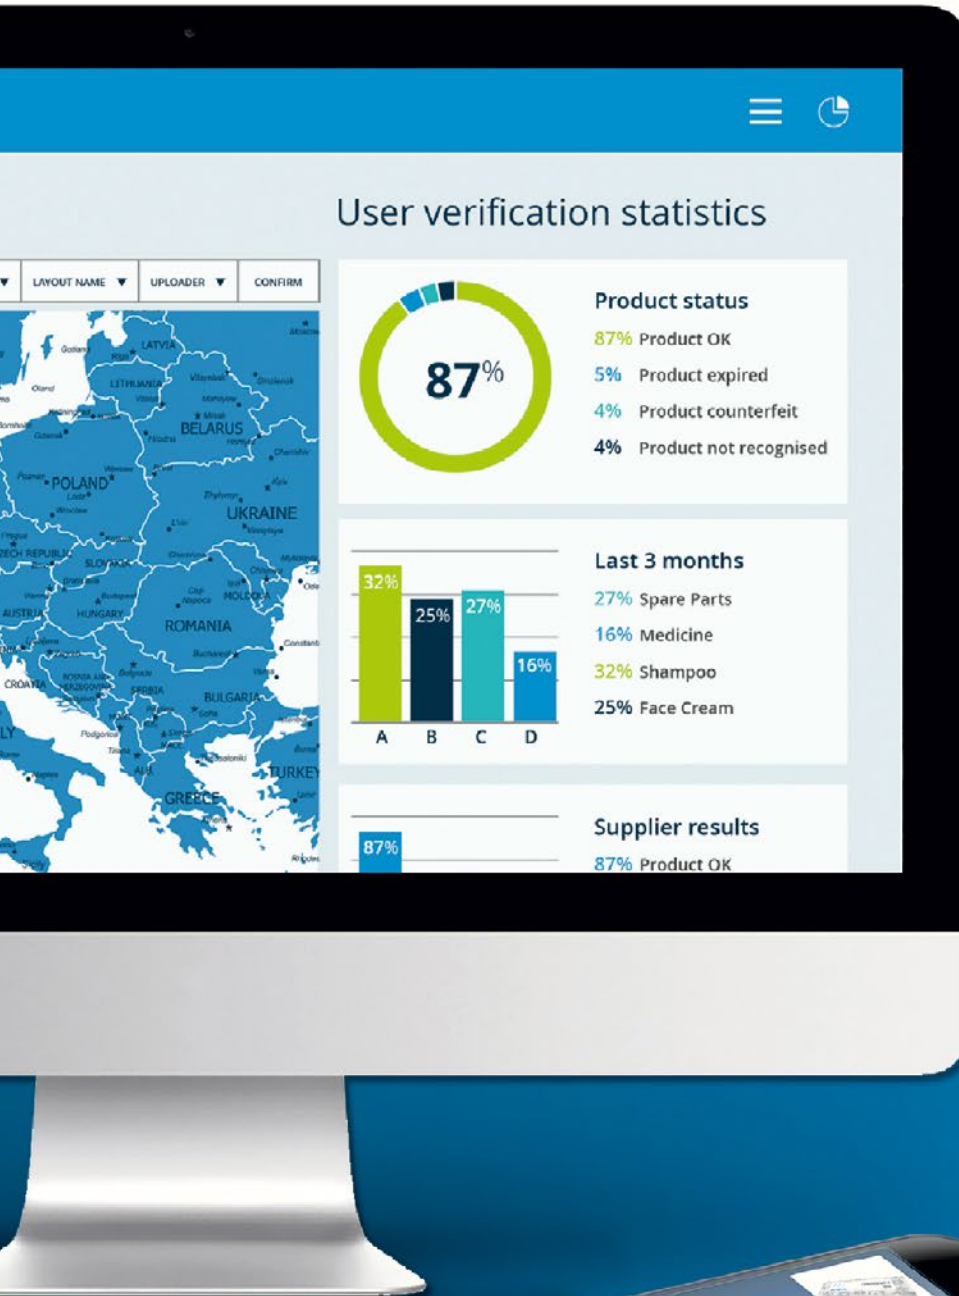 User verification statistics
LAYOUT NAME ▼ UPLOADER ▼ CONFIRM
87%
Product status
87% Product OK
5% Product expired
4% Product counterfeit
4% Product not recognised
LATVIA
LITHUANIA
Minsk
BELARUS
POLAND
UKRAINE
SLOVAKIA
AUSTRIA
HUNGARY
MOLDOVA
ROMANIA
CROATIA
SERBIA
BULGARIA
TURKEY
GREECE
32%
25%
27%
16%
A B C D
Last 3 months
27% Spare Parts
16% Medicine
32% Shampoo
25% Face Cream
87%
Supplier results
87% Product OK